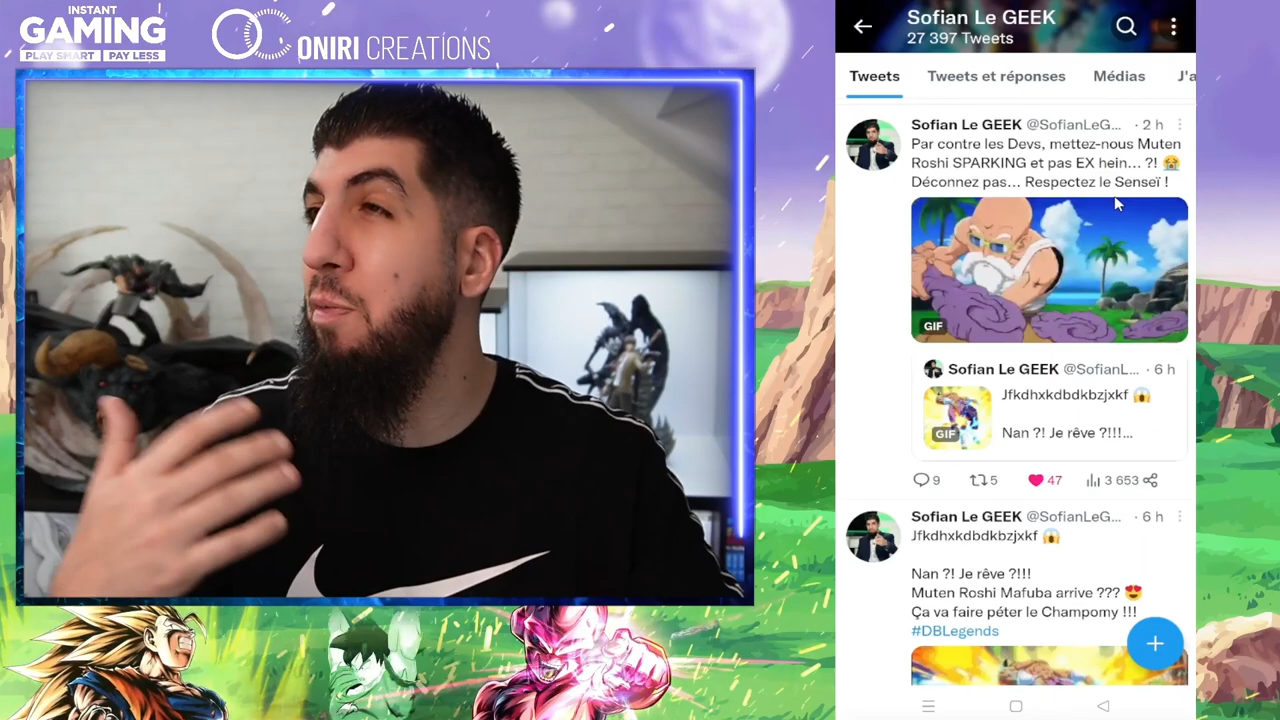 INSTANT
GAMING
PLAY SMART PAY LESS
ONIRI CREATIONS
Sofian Le GEEK
27 397 Tweets
Tweets
Tweets et réponses
Médias
J'a
Sofian Le GEEK @SofianLeG... · 2 h
Par contre les Devs, mettez-nous Muten
Roshi SPARKING et pas EX hein... ?! 😭
Déconnez pas... Respectez le Senseï !
GIF
Sofian Le GEEK @SofianL... · 6 h
Jfkdhxkdbdkbzjxkf 😱
GIF
Nan ?! Je rêve ?!!!...
9 5 47 3 653
Sofian Le GEEK @SofianLeG... · 6 h
Jfkdhxkdbdkbzjxkf 😱
Nan ?! Je rêve ?!!!
Muten Roshi Mafuba arrive ??? 😍
Ça va faire péter le Champomy !!!
#DBLegends